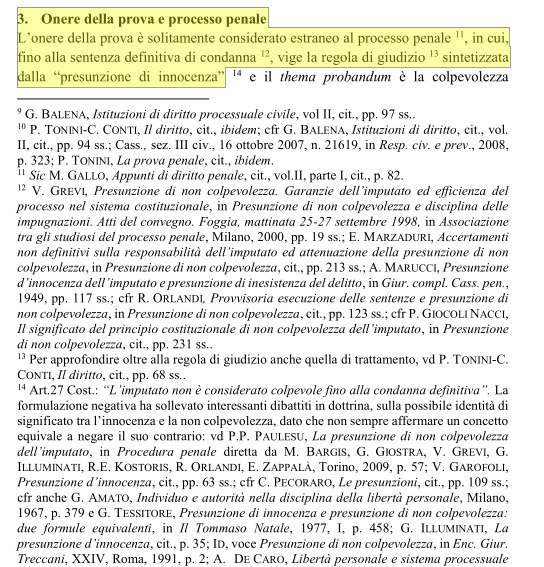 3. Onere della prova e processo penale
L’onere della prova è solitamente considerato estraneo al processo penale 11, in cui,
fino alla sentenza definitiva di condanna 12, vige la regola di giudizio 13 sintetizzata
dalla “presunzione di innocenza” 14 e il thema probandum è la colpevolezza
9 G. BALENA, Istituzioni di diritto processuale civile, vol II, cit., pp. 97 ss..
10 P. TONINI-C. CONTI, Il diritto, cit., ibidem; cfr G. BALENA, Istituzioni di diritto, cit., vol.
II, cit., pp. 94 ss.; Cass., sez. III civ., 16 ottobre 2007, n. 21619, in Resp. civ. e prev., 2008,
p. 323; P. TONINI, La prova penale, cit., ibidem.
11 Sic M. GALLO, Appunti di diritto penale, cit., vol.II, parte I, cit., p. 82.
12 V. GREVI, Presunzione di non colpevolezza. Garanzie dell’imputato ed efficienza del
processo nel sistema costituzionale, in Presunzione di non colpevolezza e disciplina delle
impugnazioni. Atti del convegno. Foggia, mattinata 25-27 settembre 1998, in Associazione
tra gli studiosi del processo penale, Milano, 2000, pp. 19 ss.; E. MARZADURI, Accertamenti
non definitivi sulla responsabilità dell’imputato ed attenuazione della presunzione di non
colpevolezza, in Presunzione di non colpevolezza, cit., pp. 213 ss.; A. MARUCCI, Presunzione
d’innocenza dell’imputato e presunzione di inesistenza del delitto, in Giur. compl. Cass. pen.,
1949, pp. 117 ss.; cfr R. ORLANDI, Provvisoria esecuzione delle sentenze e presunzione di
non colpevolezza, in Presunzione di non colpevolezza, cit., pp. 123 ss.; cfr P. GIOCOLI NACCI,
Il significato del principio costituzionale di non colpevolezza dell’imputato, in Presunzione
di non colpevolezza, cit., pp. 231 ss..
13 Per approfondire oltre alla regola di giudizio anche quella di trattamento, vd P. TONINI-C.
CONTI, Il diritto, cit., pp. 68 ss..
14 Art.27 Cost.: “L’imputato non è considerato colpevole fino alla condanna definitiva”. La
formulazione negativa ha sollevato interessanti dibattiti in dottrina, sulla possibile identità di
significato tra l’innocenza e la non colpevolezza, dato che non sempre affermare un concetto
equivale a negare il suo contrario: vd P.P. PAULESU, La presunzione di non colpevolezza
dell’imputato, in Procedura penale diretta da M. BARGIS, G. GIOSTRA, V. GREVI, G.
ILLUMINATI, R.E. KOSTORIS, R. ORLANDI, E. ZAPPALÀ, Torino, 2009, p. 57; V. GAROFOLI,
Presunzione d’innocenza, cit., pp. 63 ss.; cfr C. PECORARO, Le presunzioni, cit., pp. 109 ss.;
cfr anche G. AMATO, Individuo e autorità nella disciplina della libertà personale, Milano,
1967, p. 379 e G. TESSITORE, Presunzione di innocenza e presunzione di non colpevolezza:
due formule equivalenti, in Il Tommaso Natale, 1977, I, p. 458; G. ILLUMINATI, La
presunzione d’innocenza, cit., p. 35; ID, voce Presunzione di non colpevolezza, in Enc. Giur.
Treccani, XXIV, Roma, 1991, p. 2; A. DE CARO, Libertà personale e sistema processuale